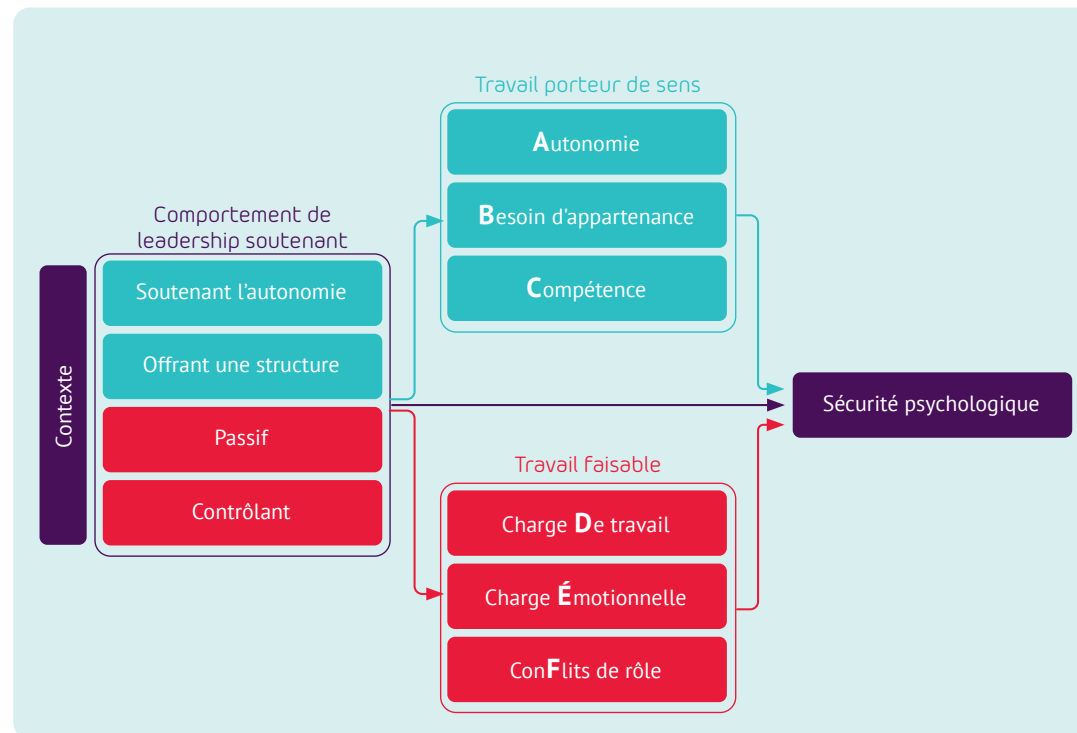 Contexte
Comportement de
leadership soutenant
Soutenant l’autonomie
Offrant une structure
Passif
Contrôlant
Travail porteur de sens
Autonomie
Besoin d'appartenance
Compétence
Travail faisable
Charge De travail
Charge Émotionnelle
ConFlits de rôle
Sécurité psychologique